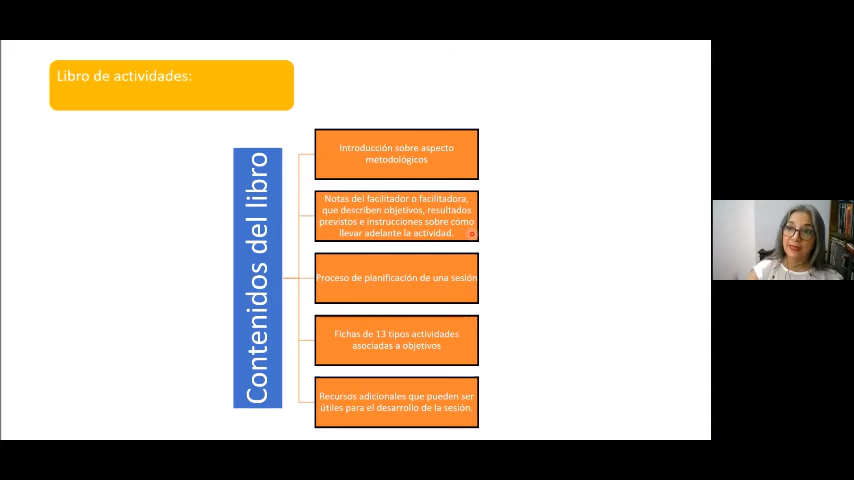 Libro de actividades:
Contenidos del libro
Introducción sobre aspecto
metodológicos
Notas del facilitador o facilitadora,
que describen objetivos, resultados
previstos e instrucciones sobre cómo
llevar adelante la actividad.
Proceso de planificación de una sesión
Fichas de 13 tipos actividades
asociadas a objetivos
Recursos adicionales que pueden ser
útiles para el desarrollo de la sesión.